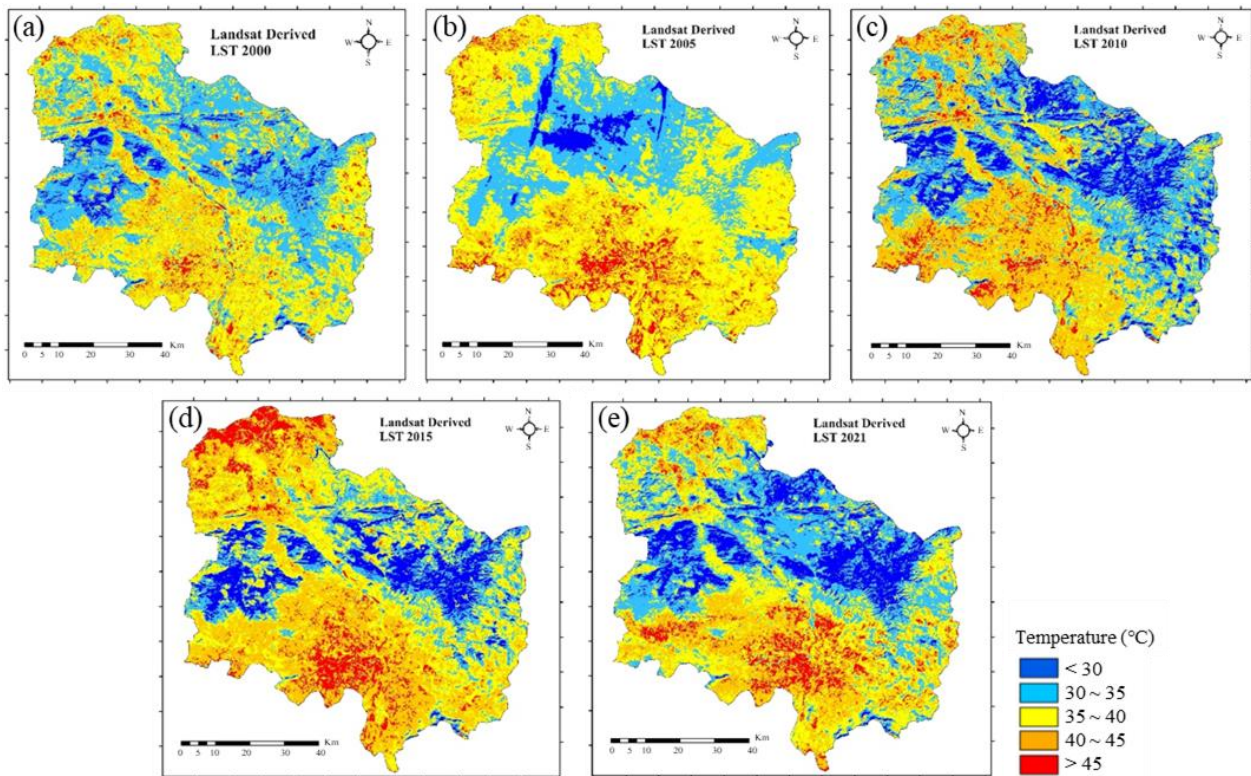 (a)
Landsat Derived
LST 2000
N
W E
S
0 5 10 20 30 40 Km
(b)
Landsat Derived
LST 2005
N
W E
S
0 5 10 20 30 40 Km
(c)
Landsat Derived
LST 2010
N
W E
S
0 5 10 20 30 40 Km
(d)
Landsat Derived
LST 2015
N
W E
S
0 5 10 20 30 40 Km
(e)
Landsat Derived
LST 2021
N
W E
S
0 5 10 20 30 40 Km
Temperature (°C)
< 30
30 ~ 35
35 ~ 40
40 ~ 45
> 45